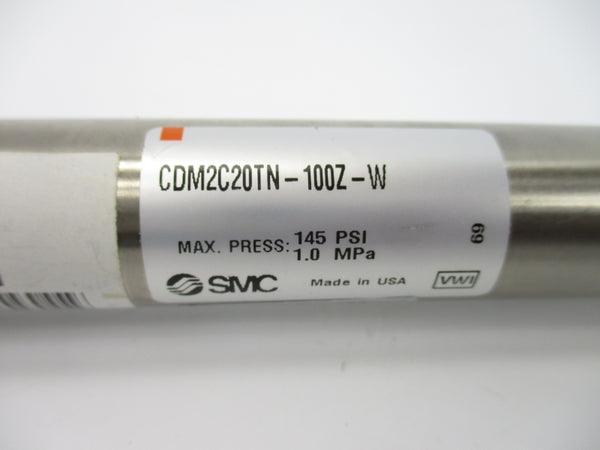 CDM2C20TN-100Z-W
MAX. PRESS: 145 PSI
1.0 MPa
SMC Made in USA VWI
69